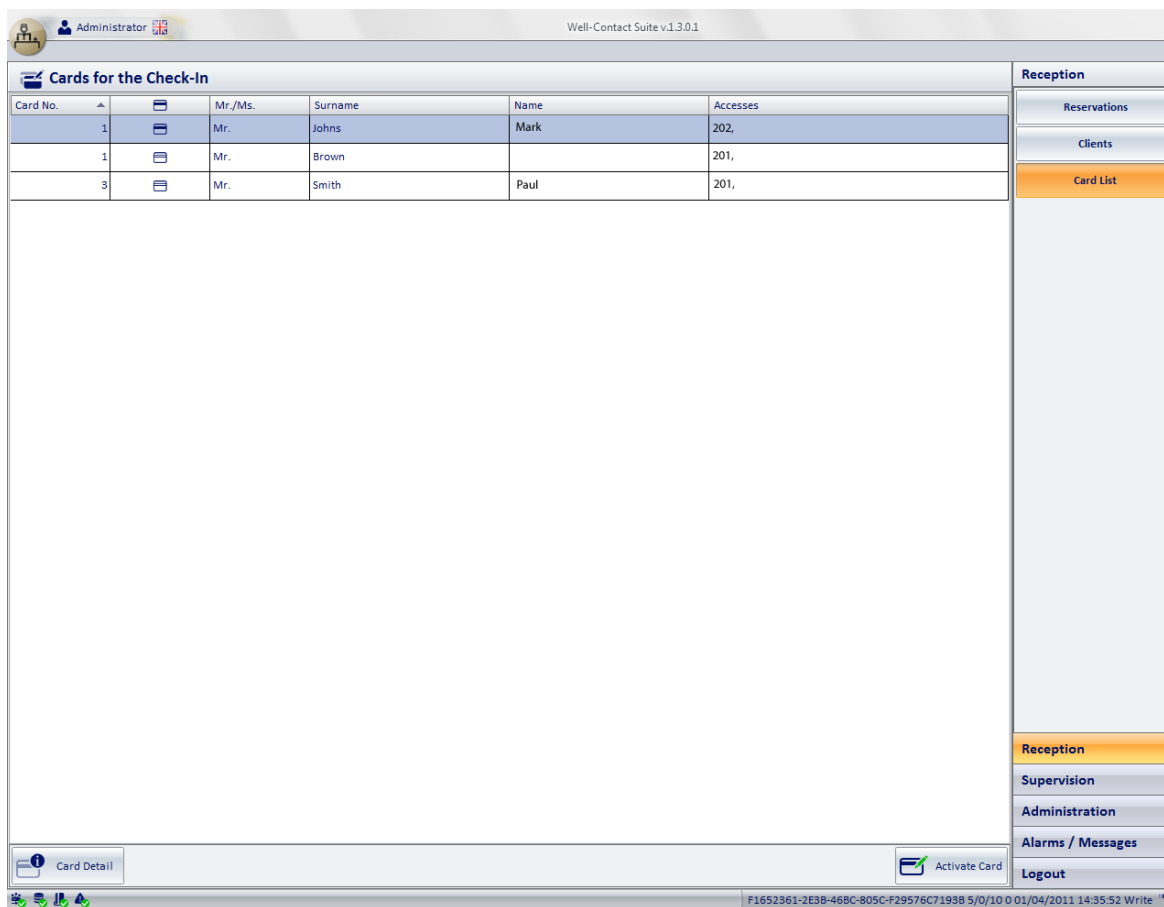 Administrator Well-Contact Suite v.1.3.0.1
Cards for the Check-In
Card No. Mr./Ms. Surname Name Accesses
1 Mr. Johns Mark 202,
1 Mr. Brown 201,
3 Mr. Smith Paul 201,
Reception
Reservations
Clients
Card List
Reception
Supervision
Administration
Alarms / Messages
Logout
Card Detail Activate Card
F1652361-2E3B-46BC-805C-F29576C7193B 5/0/10 0 01/04/2011 14:35:52 Write